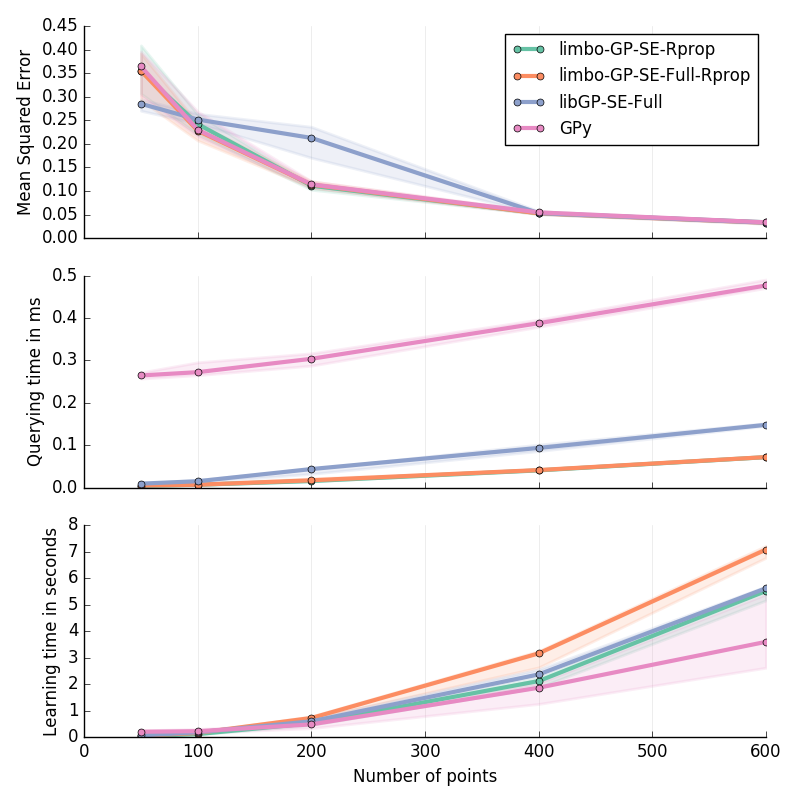 0.45
0.40
0.35
0.30
0.25
0.20
0.15
0.10
0.05
0.00
Mean Squared Error
limbo-GP-SE-Rprop
limbo-GP-SE-Full-Rprop
libGP-SE-Full
GPy
0.5
0.4
0.3
0.2
0.1
0.0
Querying time in ms
8
7
6
5
4
3
2
1
0
Learning time in seconds
0 100 200 300 400 500 600
Number of points